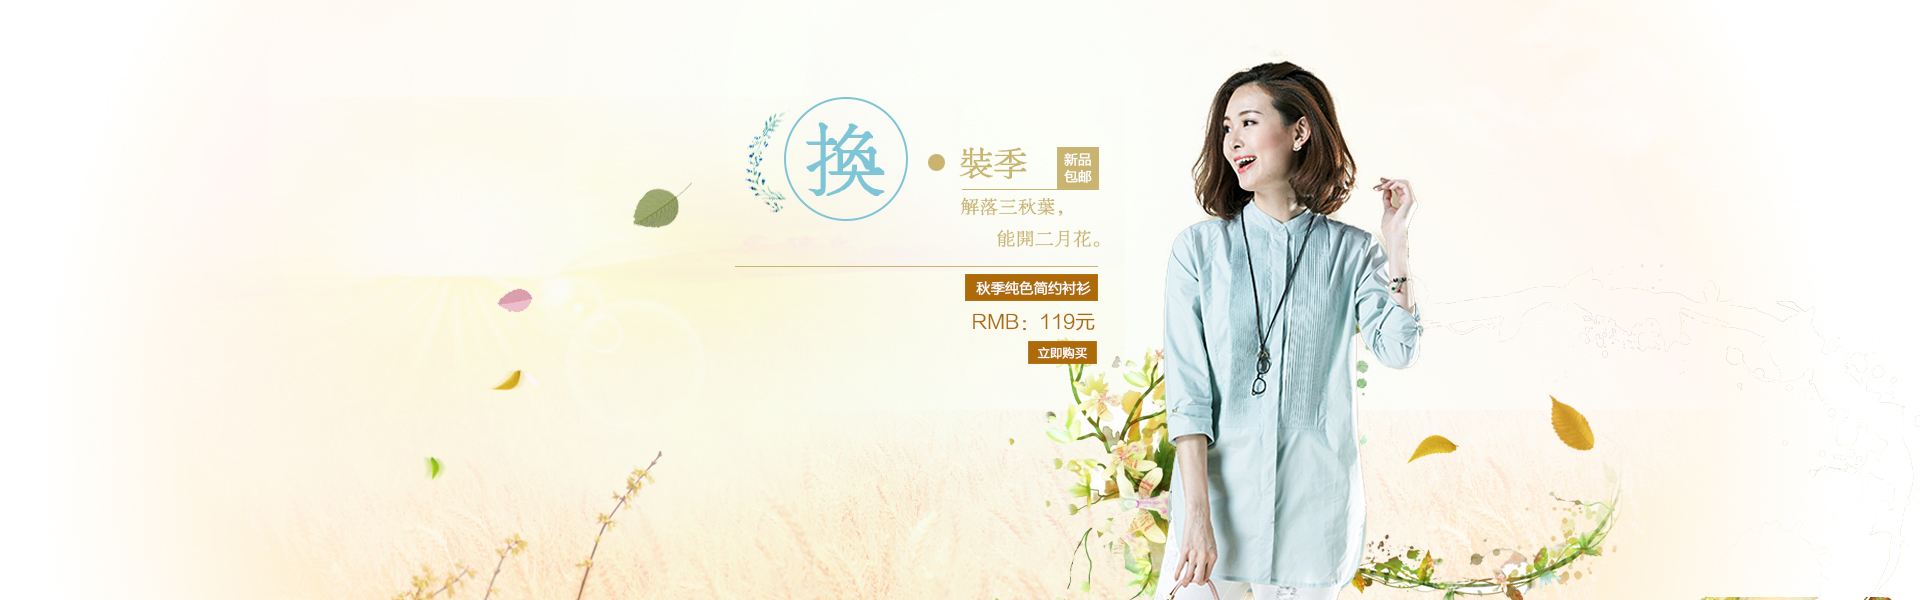 換
裝季
新品
包邮
解落三秋葉，
能開二月花。
秋季纯色简约衬衫
RMB：119元
立即购买